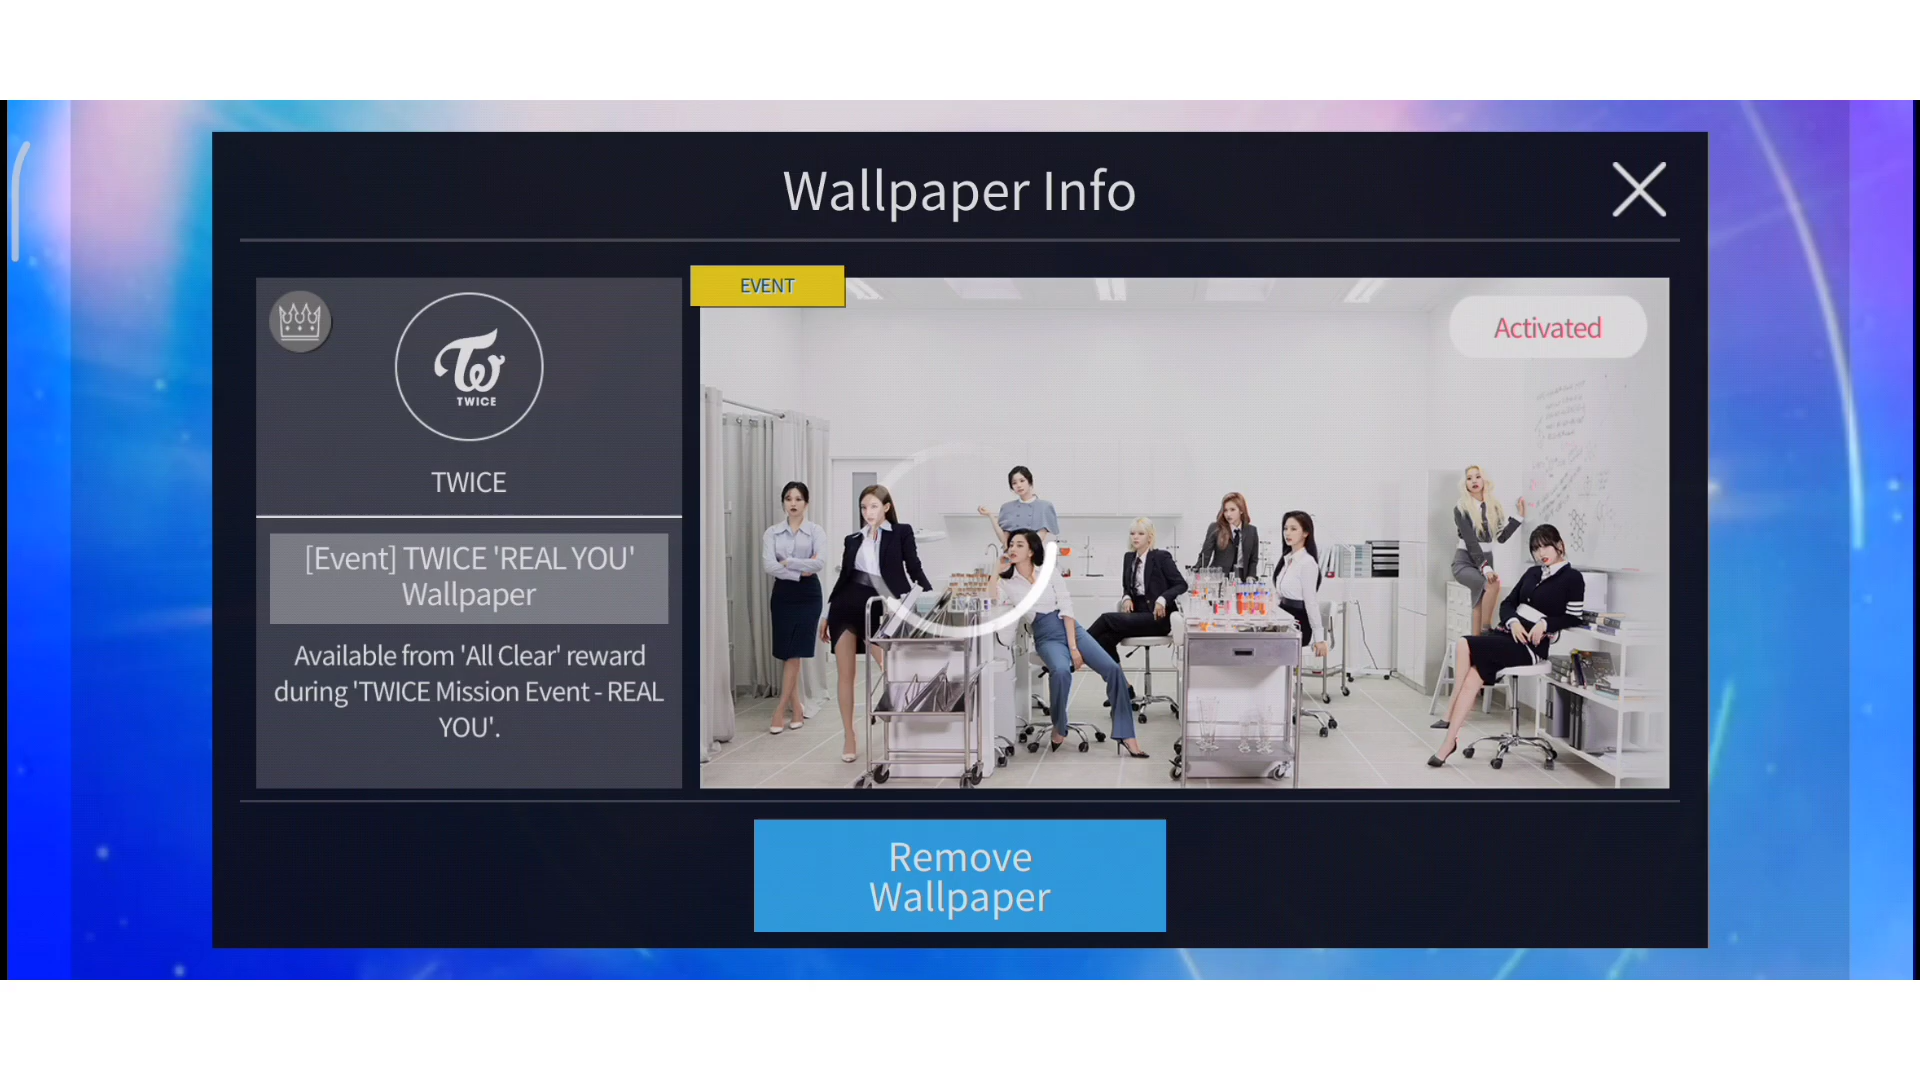 Wallpaper Info
EVENT
Activated
TWICE
TWICE
[Event] TWICE 'REAL YOU'
Wallpaper
Available from 'All Clear' reward
during 'TWICE Mission Event - REAL
YOU'.
Remove
Wallpaper